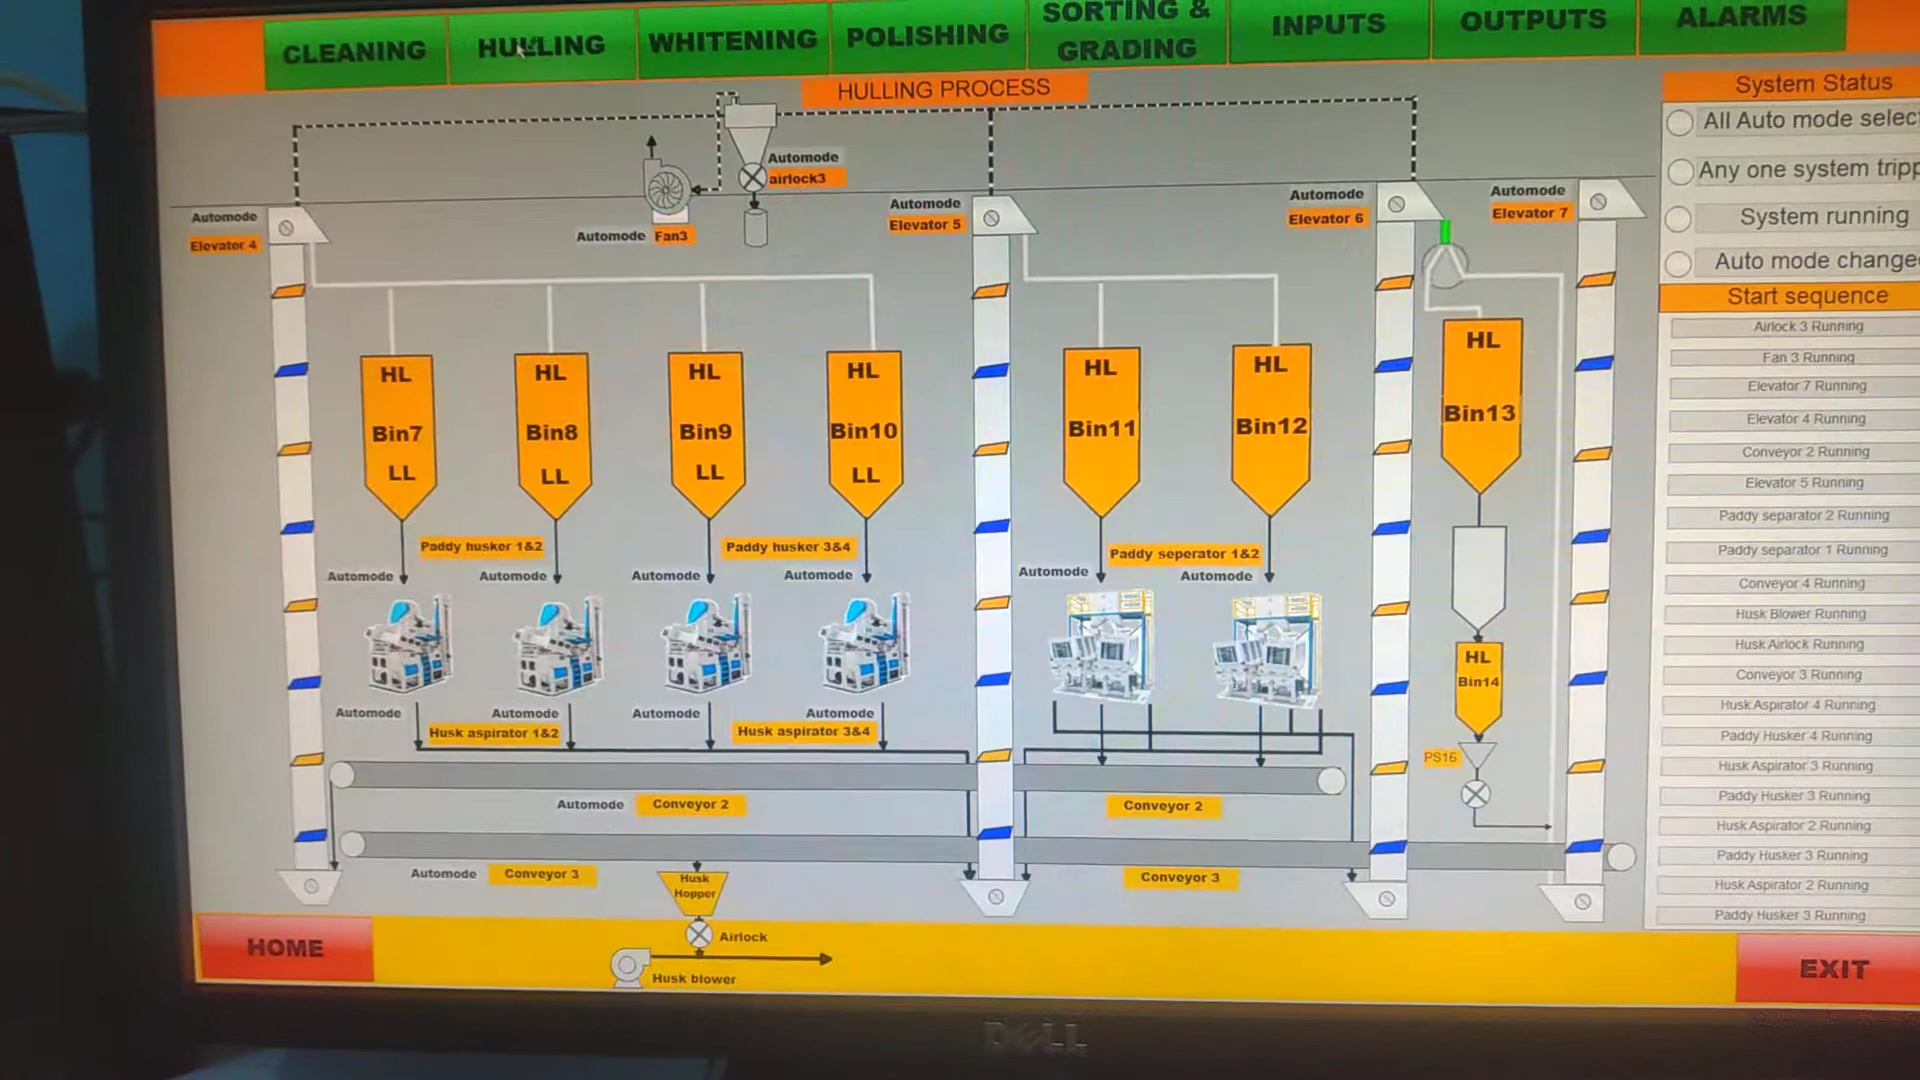 CLEANING
HULLING
WHITENING
POLISHING
SORTING &
GRADING
INPUTS
OUTPUTS
ALARMS
HULLING PROCESS
System Status
All Auto mode selec
Any one system tripp
System running
Auto mode change
Start sequence
Airlock 3 Running
Fan 3 Running
Elevator 7 Running
Elevator 4 Running
Conveyor 2 Running
Elevator 5 Running
Paddy separator 2 Running
Paddy separator 1 Running
Conveyor 4 Running
Husk Blower Running
Husk Airlock Running
Conveyor 3 Running
Husk Aspirator 4 Running
Paddy Husker 4 Running
Husk Aspirator 3 Running
Paddy Husker 3 Running
Husk Aspirator 2 Running
Paddy Husker 3 Running
Husk Aspirator 2 Running
Paddy Husker 3 Running
Automode
airlock3
Automode Fan3
Automode
Elevator 4
Automode
Elevator 5
Automode
Elevator 6
Automode
Elevator 7
HL
Bin7
LL
HL
Bin8
LL
HL
Bin9
LL
HL
Bin10
LL
HL
Bin11
HL
Bin12
HL
Bin13
Paddy husker 1&2
Paddy husker 3&4
Paddy seperator 1&2
Automode
Automode
Automode
Automode
Automode
Automode
HL
Bin14
PS16
Automode
Automode
Automode
Automode
Husk aspirator 1&2
Husk aspirator 3&4
Automode Conveyor 2
Conveyor 2
Automode Conveyor 3
Conveyor 3
Husk
Hopper
Airlock
Husk blower
HOME
EXIT
DELL